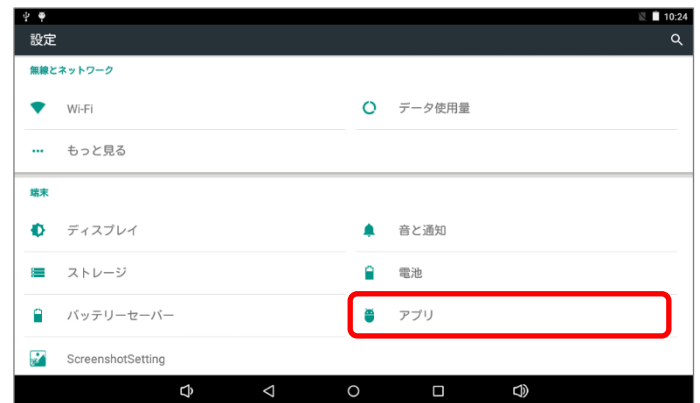 10:24
設定
無線とネットワーク
Wi-Fi
データ使用量
もっと見る
端末
ディスプレイ
音と通知
ストレージ
電池
バッテリーセーバー
アプリ
ScreenshotSetting